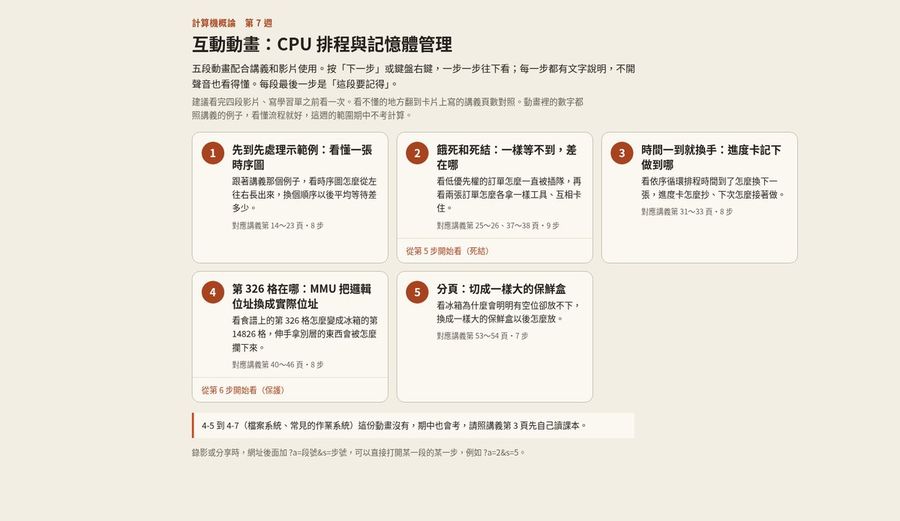 計算機概論　第 7 週
互動動畫：CPU 排程與記憶體管理
五段動畫配合講義和影片使用。按「下一步」或鍵盤右鍵，一步一步往下看；每一步都有文字說明，不開
聲音也看得懂。每段最後一步是「這段要記得」。
建議看完四段影片、寫學習單之前看一次。看不懂的地方翻到卡片上寫的講義頁數對照。動畫裡的數字都
照講義的例子，看懂流程就好，這週的範圍期中不考計算。
1
先到先處理示範例：看懂一張
時序圖
跟著講義那個例子，看時序圖怎麼從左
往右長出來，換個順序以後平均等待差
多少。
對應講義第 14～23 頁・8 步
2
餓死和死結：一樣等不到，差
在哪
看低優先權的訂單怎麼一直被插隊，再
看兩張訂單怎麼各拿一樣工具、互相卡
住。
對應講義第 25～26、37～38 頁・9 步
從第 5 步開始看（死結）
3
時間一到就換手：進度卡記下
做到哪
看依序循環排程時間到了怎麼換下一
張，進度卡怎麼抄、下次怎麼接著做。
對應講義第 31～33 頁・8 步
4
第 326 格在哪：MMU 把邏輯
位址換成實際位址
看食譜上的第 326 格怎麼變成冰箱的第
14826 格，伸手拿別層的東西會被怎麼
攔下來。
對應講義第 40～46 頁・8 步
從第 6 步開始看（保護）
5
分頁：切成一樣大的保鮮盒
看冰箱為什麼會明明有空位卻放不下，
換成一樣大的保鮮盒以後怎麼放。
對應講義第 53～54 頁・7 步
4-5 到 4-7（檔案系統、常見的作業系統）這份動畫沒有，期中也會考，請照講義第 3 頁先自己讀課本。
錄影或分享時，網址後面加 ?a=段號&s=步號，可以直接打開某一段的某一步，例如 ?a=2&s=5。